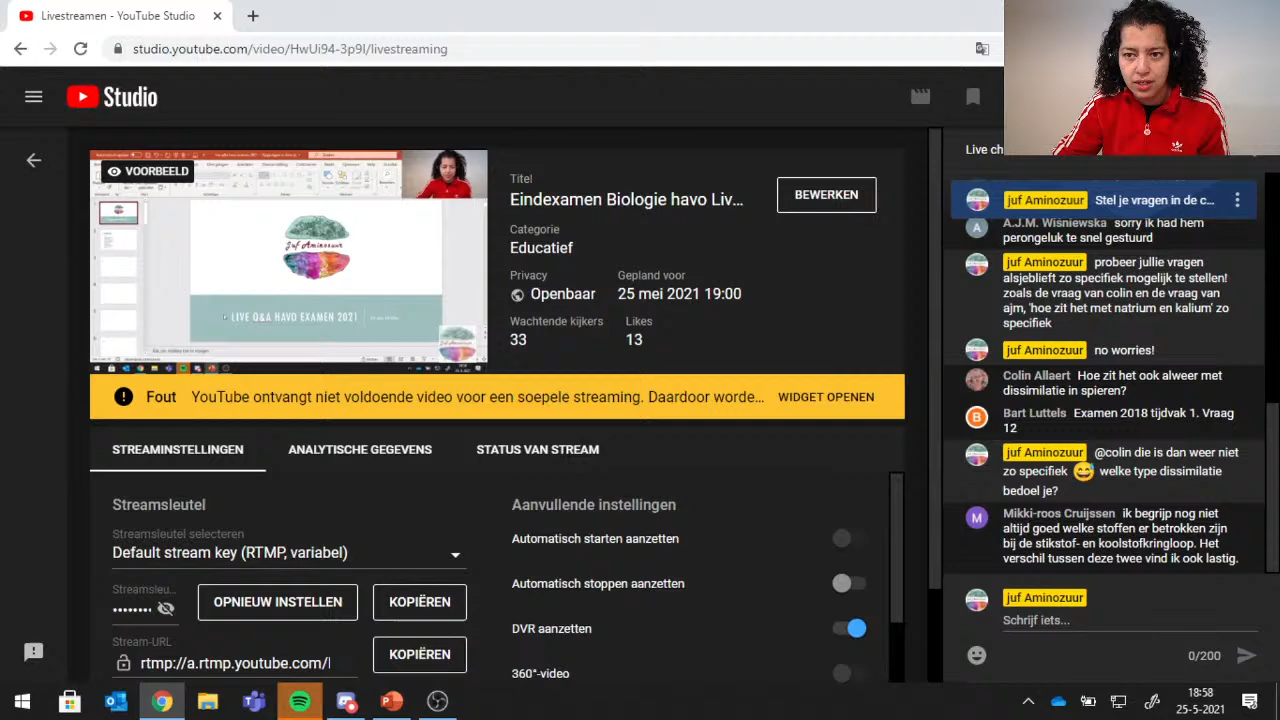 Livestreamen - YouTube Studio
studio.youtube.com/video/HwUi94-3p9I/livestreaming
Studio
VOORBEELD
Juf Aminozuur
LIVE Q&A HAVO EXAMEN 2021
Titel
Eindexamen Biologie havo Liv...
BEWERKEN
Categorie
Educatief
Privacy
Gepland voor
Openbaar
25 mei 2021 19:00
Wachtende kijkers
Likes
33
13
Fout YouTube ontvangt niet voldoende video voor een soepele streaming. Daardoor worde... WIDGET OPENEN
STREAMINSTELLINGEN
ANALYTISCHE GEGEVENS
STATUS VAN STREAM
Streamsleutel
Streamsleutel selecteren
Default stream key (RTMP, variabel)
Streamsleu...
OPNIEUW INSTELLEN
KOPIËREN
Stream-URL
rtmp://a.rtmp.youtube.com/l
KOPIËREN
Aanvullende instellingen
Automatisch starten aanzetten
Automatisch stoppen aanzetten
DVR aanzetten
360°-video
Live ch
juf Aminozuur Stel je vragen in de c...
A.J.M. Wiśniewska sorry ik had hem
perongeluk te snel gestuurd
juf Aminozuur probeer jullie vragen
alsjeblieft zo specifiek mogelijk te stellen!
zoals de vraag van colin en de vraag van
ajm, 'hoe zit het met natrium en kalium' zo
specifiek
juf Aminozuur no worries!
Colin Allaert Hoe zit het ook alweer met
dissimilatie in spieren?
Bart Luttels Examen 2018 tijdvak 1. Vraag
12
juf Aminozuur @colin die is dan weer niet
zo specifiek 😅 welke type dissimilatie
bedoel je?
Mikki-roos Cruijssen ik begrijp nog niet
altijd goed welke stoffen er betrokken zijn
bij de stikstof- en koolstofkringloop. Het
verschil tussen deze twee vind ik ook lastig.
juf Aminozuur
Schrijf iets...
0/200
18:58
25-5-2021